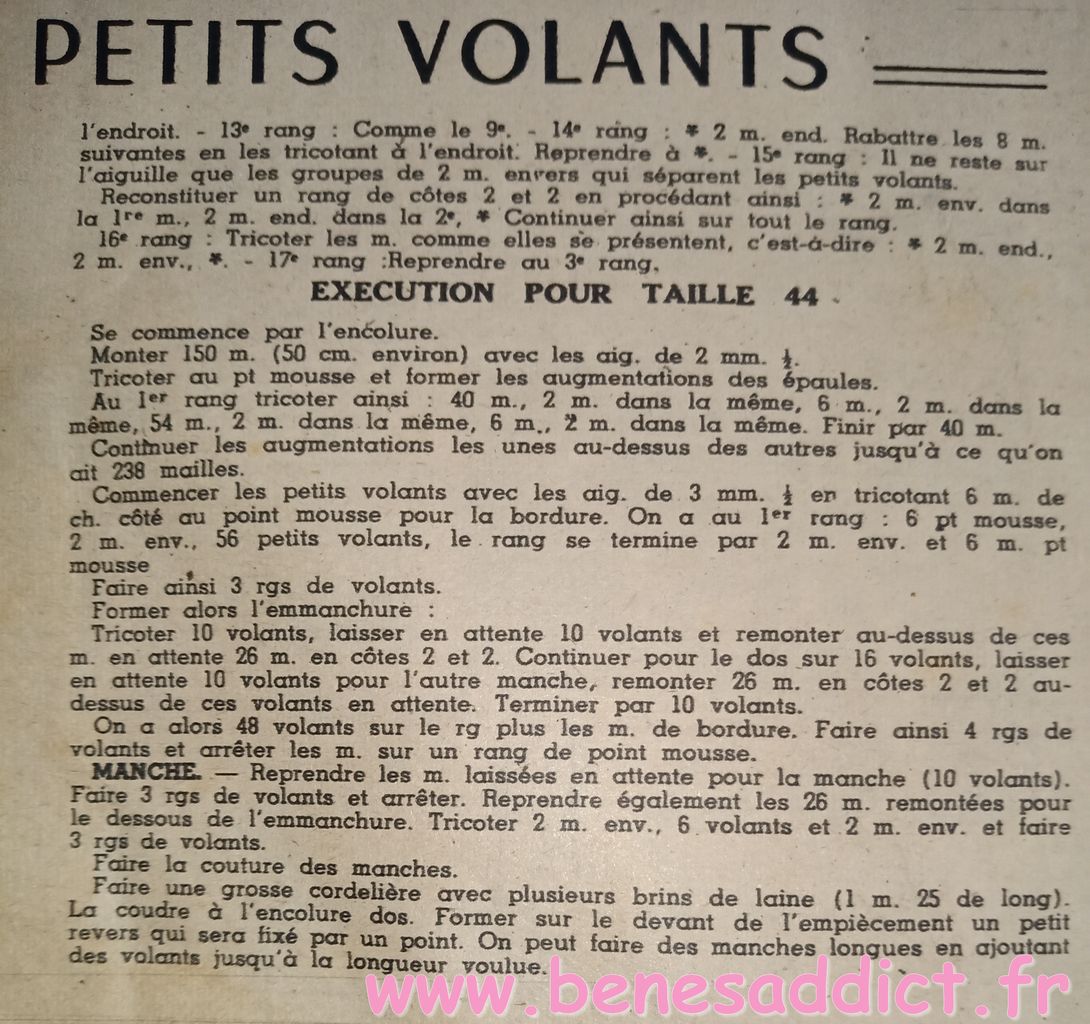 PETITS VOLANTS
l'endroit. - 13e rang : Comme le 9e. - 14e rang : * 2 m. end. Rabattre les 8 m.
suivantes en les tricotant à l'endroit. Reprendre à *. - 15e rang : Il ne reste sur
l'aiguille que les groupes de 2 m. envers qui séparent les petits volants.
Reconstituer un rang de côtes 2 et 2 en procédant ainsi : * 2 m. env. dans
la 1re m., 2 m. end. dans la 2e, * Continuer ainsi sur tout le rang.
16e rang : Tricoter les m. comme elles se présentent, c'est-à-dire : * 2 m. end.,
2 m. env., *. - 17e rang :Reprendre au 3e rang.
EXECUTION POUR TAILLE 44
Se commence par l'encolure.
Monter 150 m. (50 cm. environ) avec les aig. de 2 mm. ½.
Tricoter au pt mousse et former les augmentations des épaules.
Au 1er rang tricoter ainsi : 40 m., 2 m. dans la même, 6 m., 2 m. dans la
même, 54 m., 2 m. dans la même, 6 m., 2 m. dans la même. Finir par 40 m.
Continuer les augmentations les unes au-dessus des autres jusqu'à ce qu'on
ait 238 mailles.
Commencer les petits volants avec les aig. de 3 mm. ½ en tricotant 6 m. de
ch. côté au point mousse pour la bordure. On a au 1er rang : 6 pt mousse,
2 m. env., 56 petits volants, le rang se termine par 2 m. env. et 6 m. pt
mousse
Faire ainsi 3 rgs de volants.
Former alors l'emmanchure :
Tricoter 10 volants, laisser en attente 10 volants et remonter au-dessus de ces
m. en attente 26 m. en côtes 2 et 2. Continuer pour le dos sur 16 volants, laisser
en attente 10 volants pour l'autre manche, remonter 26 m. en côtes 2 et 2 au-
dessus de ces volants en attente. Terminer par 10 volants.
On a alors 48 volants sur le rg plus les m. de bordure. Faire ainsi 4 rgs de
volants et arrêter les m. sur un rang de point mousse.
MANCHE. — Reprendre les m. laissées en attente pour la manche (10 volants).
Faire 3 rgs de volants et arrêter. Reprendre également les 26 m. remontées pour
le dessous de l'emmanchure. Tricoter 2 m. env., 6 volants et 2 m. env. et faire
3 rgs de volants.
Faire la couture des manches.
Faire une grosse cordelière avec plusieurs brins de laine (1 m. 25 de long).
La coudre à l'encolure dos. Former sur le devant de l'empiècement un petit
revers qui sera fixé par un point. On peut faire des manches longues en ajoutant
des volants jusqu'à la longueur voulue.
www.benesaddict.fr